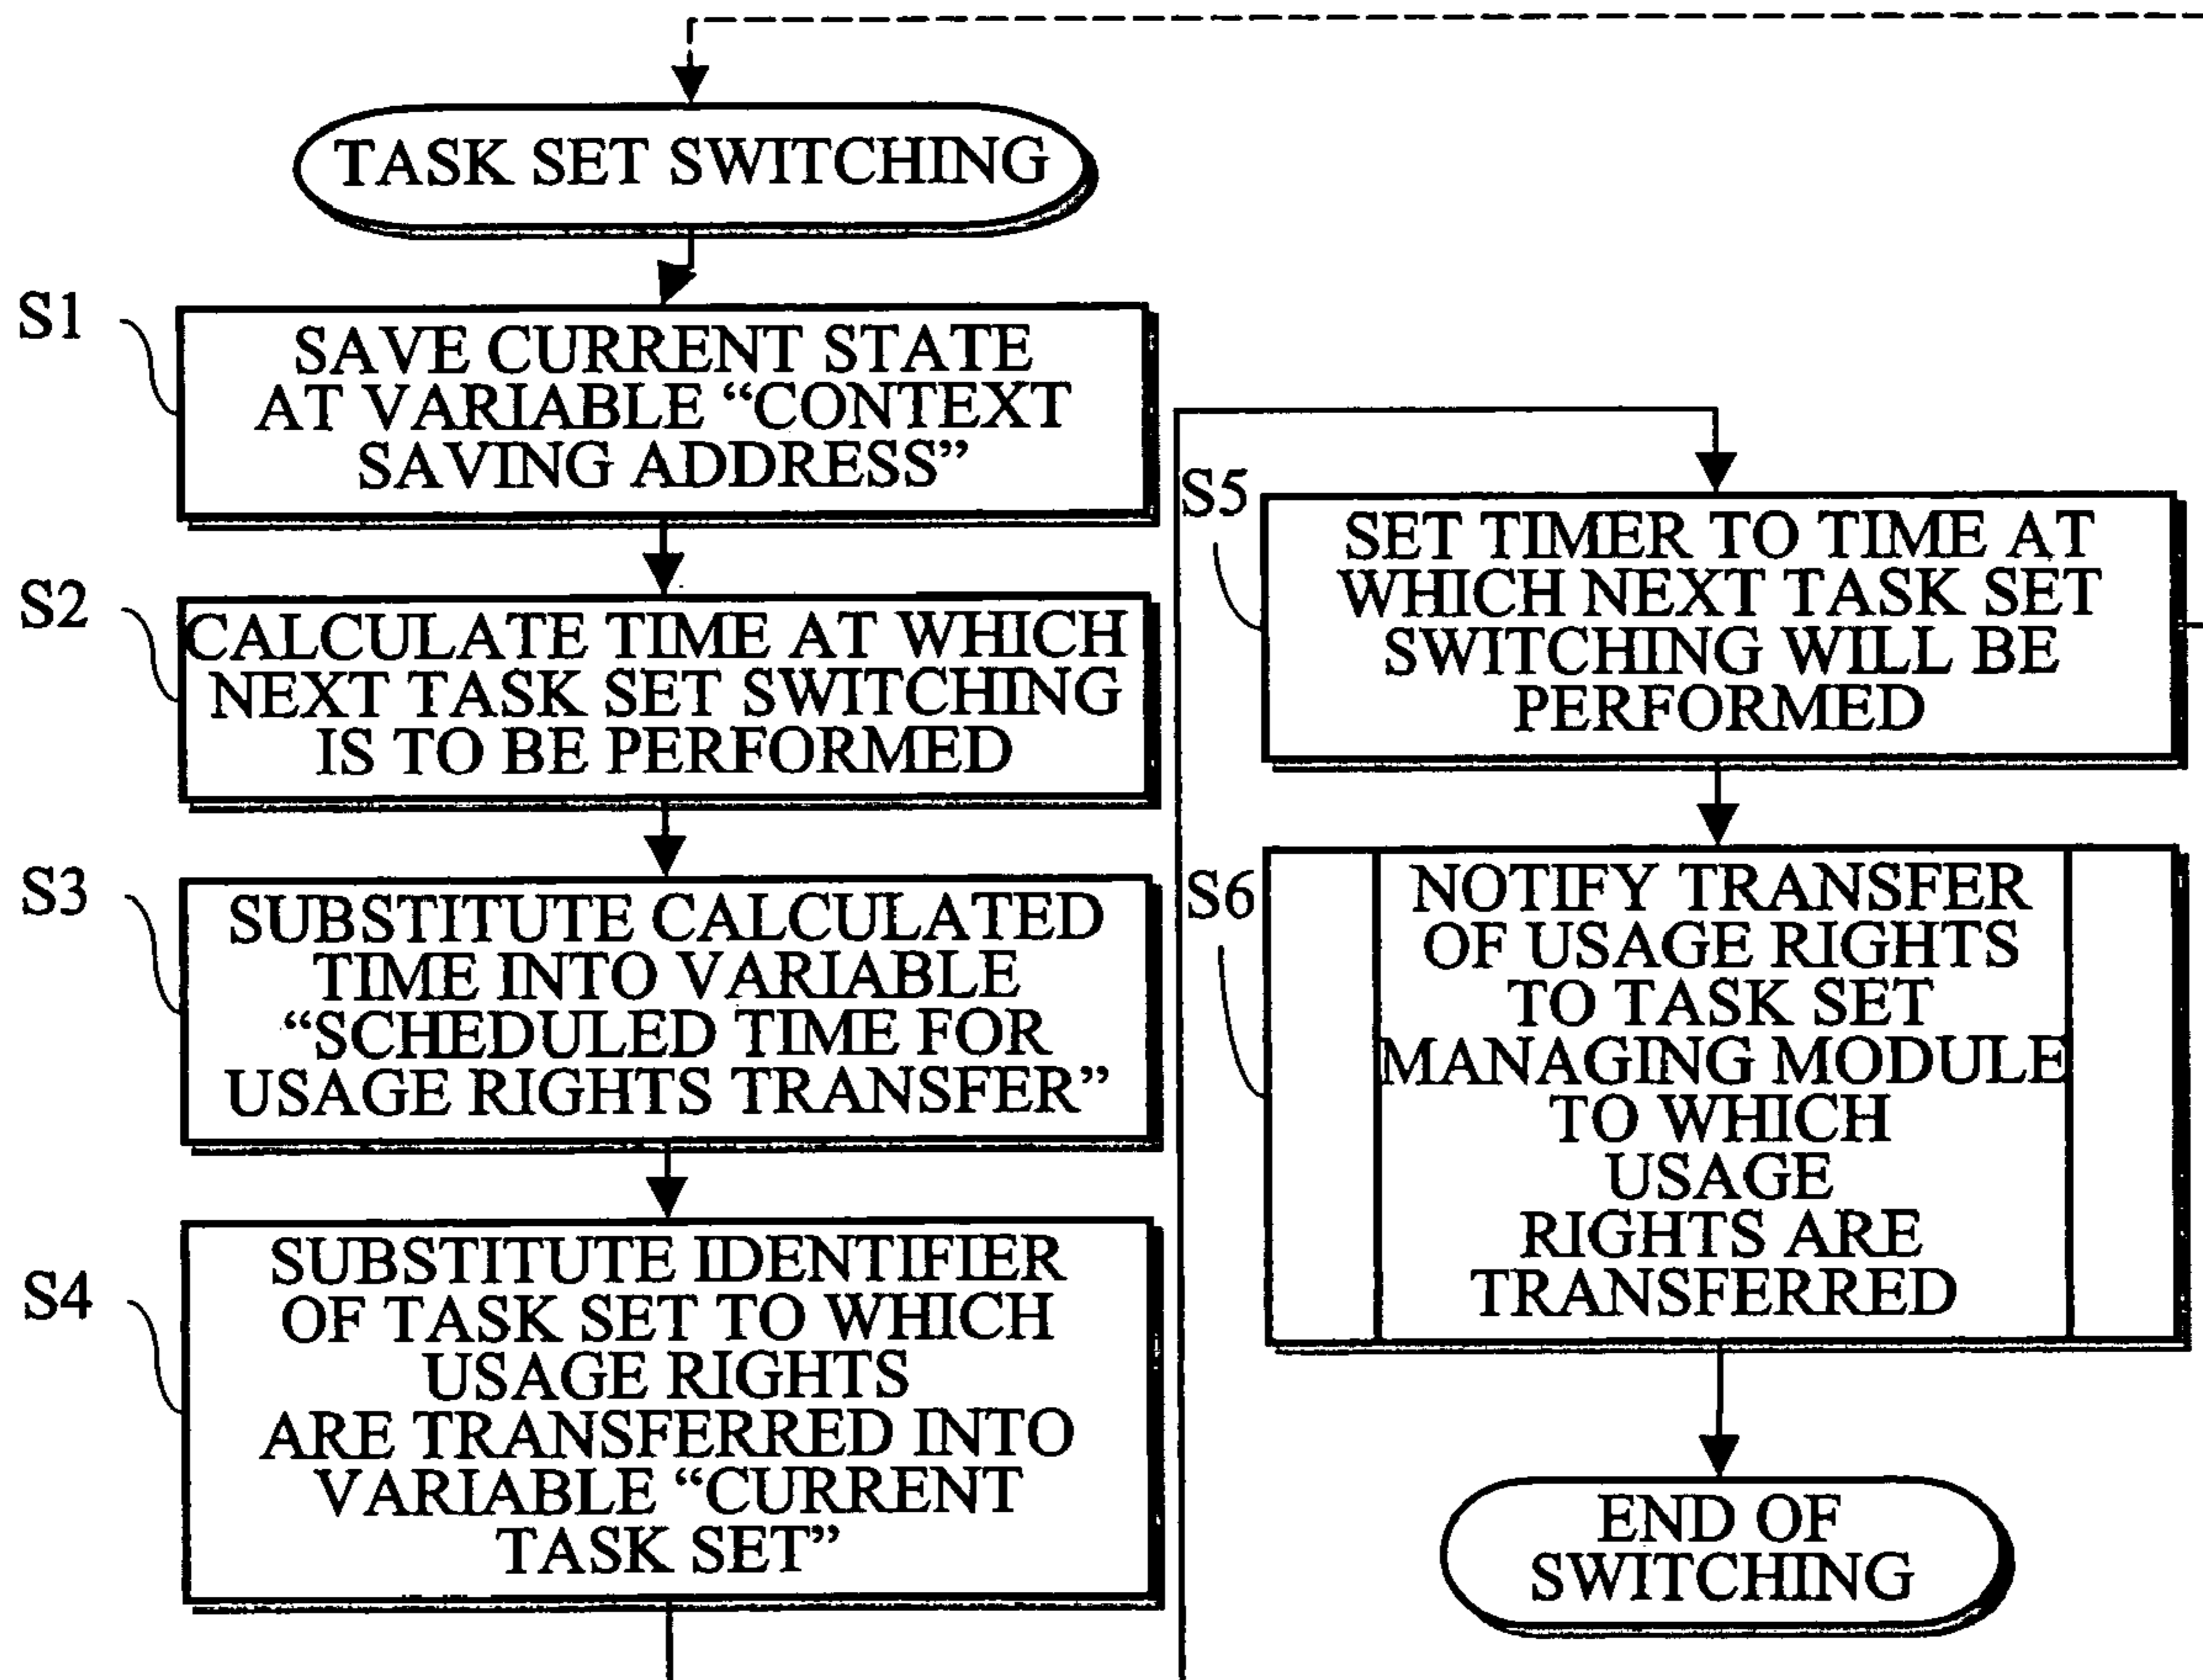 TASK SET SWITCHING
S1
SAVE CURRENT STATE
AT VARIABLE “CONTEXT
SAVING ADDRESS”
S2
CALCULATE TIME AT WHICH
NEXT TASK SET SWITCHING
IS TO BE PERFORMED
S3
SUBSTITUTE CALCULATED
TIME INTO VARIABLE
“SCHEDULED TIME FOR
USAGE RIGHTS TRANSFER”
S4
SUBSTITUTE IDENTIFIER
OF TASK SET TO WHICH
USAGE RIGHTS
ARE TRANSFERRED INTO
VARIABLE “CURRENT
TASK SET”
S5
SET TIMER TO TIME AT
WHICH NEXT TASK SET
SWITCHING WILL BE
PERFORMED
S6
NOTIFY TRANSFER
OF USAGE RIGHTS
TO TASK SET
MANAGING MODULE
TO WHICH
USAGE
RIGHTS ARE
TRANSFERRED
END OF
SWITCHING